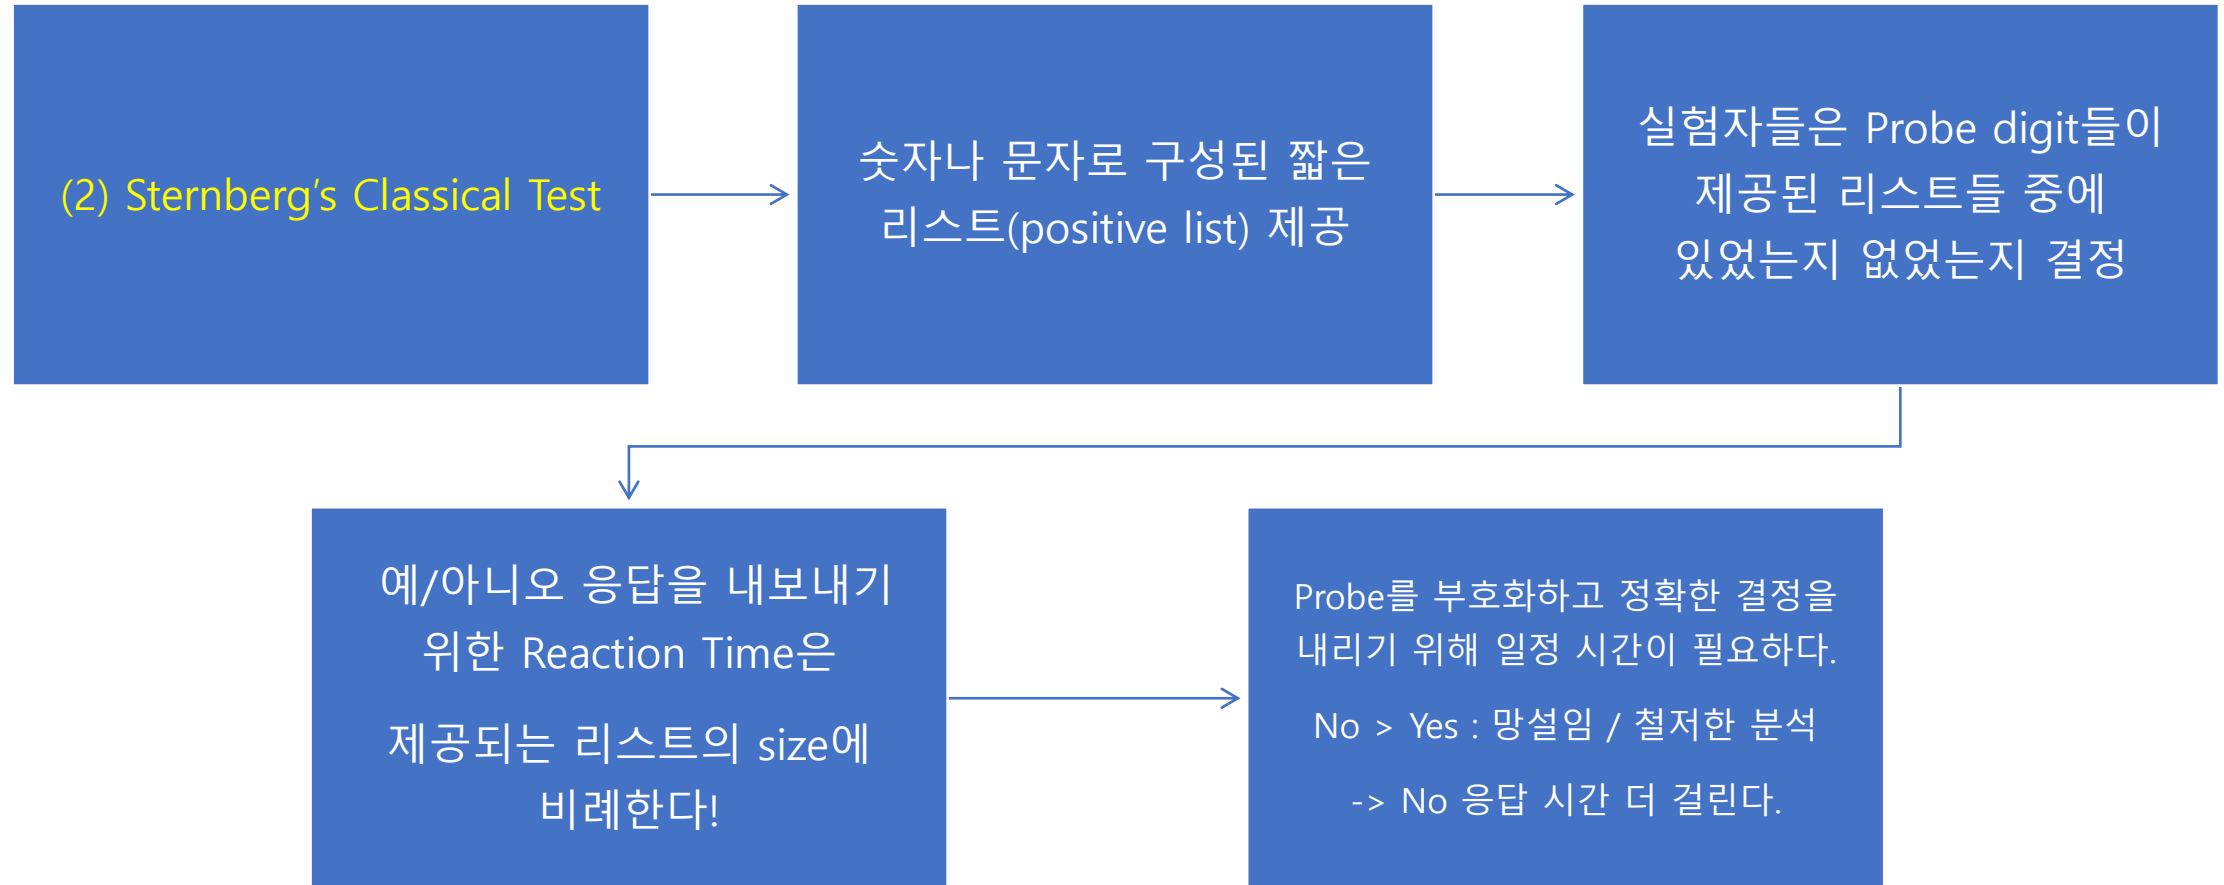 (2) Sternberg’s Classical Test
숫자나 문자로 구성된 짧은
리스트(positive list) 제공
실험자들은 Probe digit들이
제공된 리스트들 중에
있었는지 없었는지 결정
예/아니오 응답을 내보내기
위한 Reaction Time은
제공되는 리스트의 size에
비례한다!
Probe를 부호화하고 정확한 결정을
내리기 위해 일정 시간이 필요하다.
No > Yes : 망설임 / 철저한 분석
-> No 응답 시간 더 걸린다.